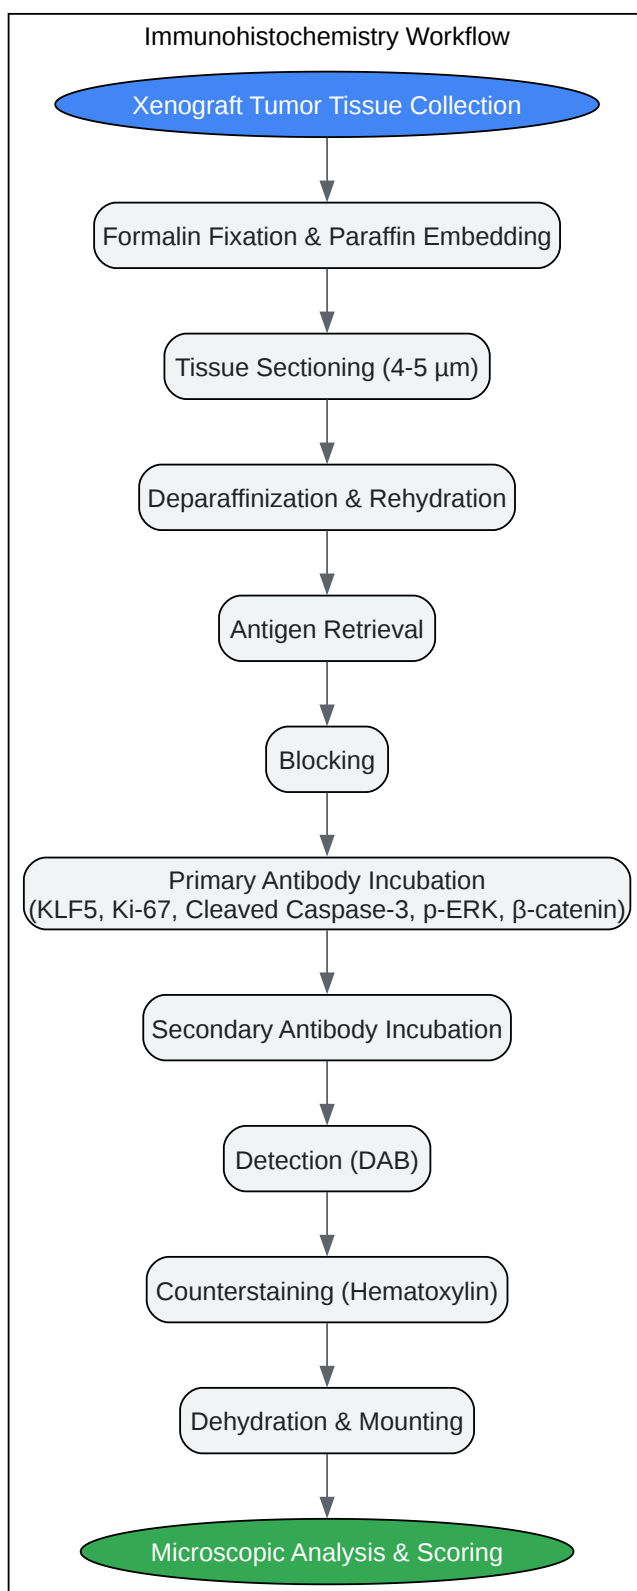 Immunohistochemistry Workflow
Xenograft Tumor Tissue Collection
Formalin Fixation & Paraffin Embedding
Tissue Sectioning (4-5 µm)
Deparaffinization & Rehydration
Antigen Retrieval
Blocking
Primary Antibody Incubation
(KLF5, Ki-67, Cleaved Caspase-3, p-ERK, β-catenin)
Secondary Antibody Incubation
Detection (DAB)
Counterstaining (Hematoxylin)
Dehydration & Mounting
Microscopic Analysis & Scoring